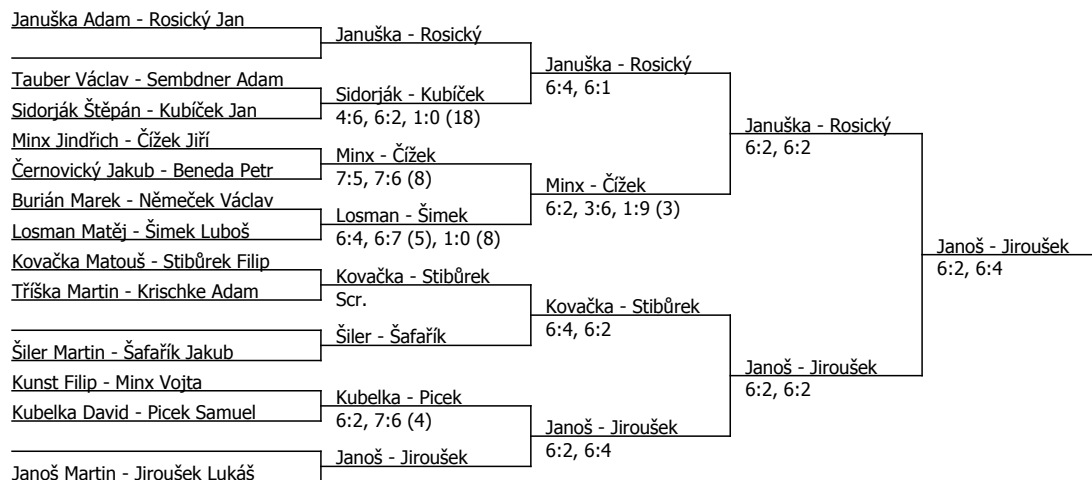 Januška Adam - Rosický Jan
Januška - Rosický
Januška - Rosický
6:4, 6:1
Tauber Václav - Sembdner Adam
Sidorják - Kubíček
4:6, 6:2, 1:0 (18)
Sidorják Štěpán - Kubíček Jan
Januška - Rosický
6:2, 6:2
Minx Jindřich - Čížek Jiří
Minx - Čížek
7:5, 7:6 (8)
Černovický Jakub - Beneda Petr
Minx - Čížek
6:2, 3:6, 1:9 (3)
Burián Marek - Němeček Václav
Losman - Šimek
6:4, 6:7 (5), 1:0 (8)
Losman Matěj - Šimek Luboš
Janoš - Jiroušek
6:2, 6:4
Kovačka Matouš - Stibůrek Filip
Kovačka - Stibůrek
Scr.
Tříška Martin - Krischke Adam
Kovačka - Stibůrek
6:4, 6:2
Šiler - Šafařík
Šiler Martin - Šafařík Jakub
Janoš - Jiroušek
6:2, 6:2
Kunst Filip - Minx Vojta
Kubelka - Picek
6:2, 7:6 (4)
Kubelka David - Picek Samuel
Janoš - Jiroušek
6:2, 6:4
Janoš - Jiroušek
Janoš Martin - Jiroušek Lukáš